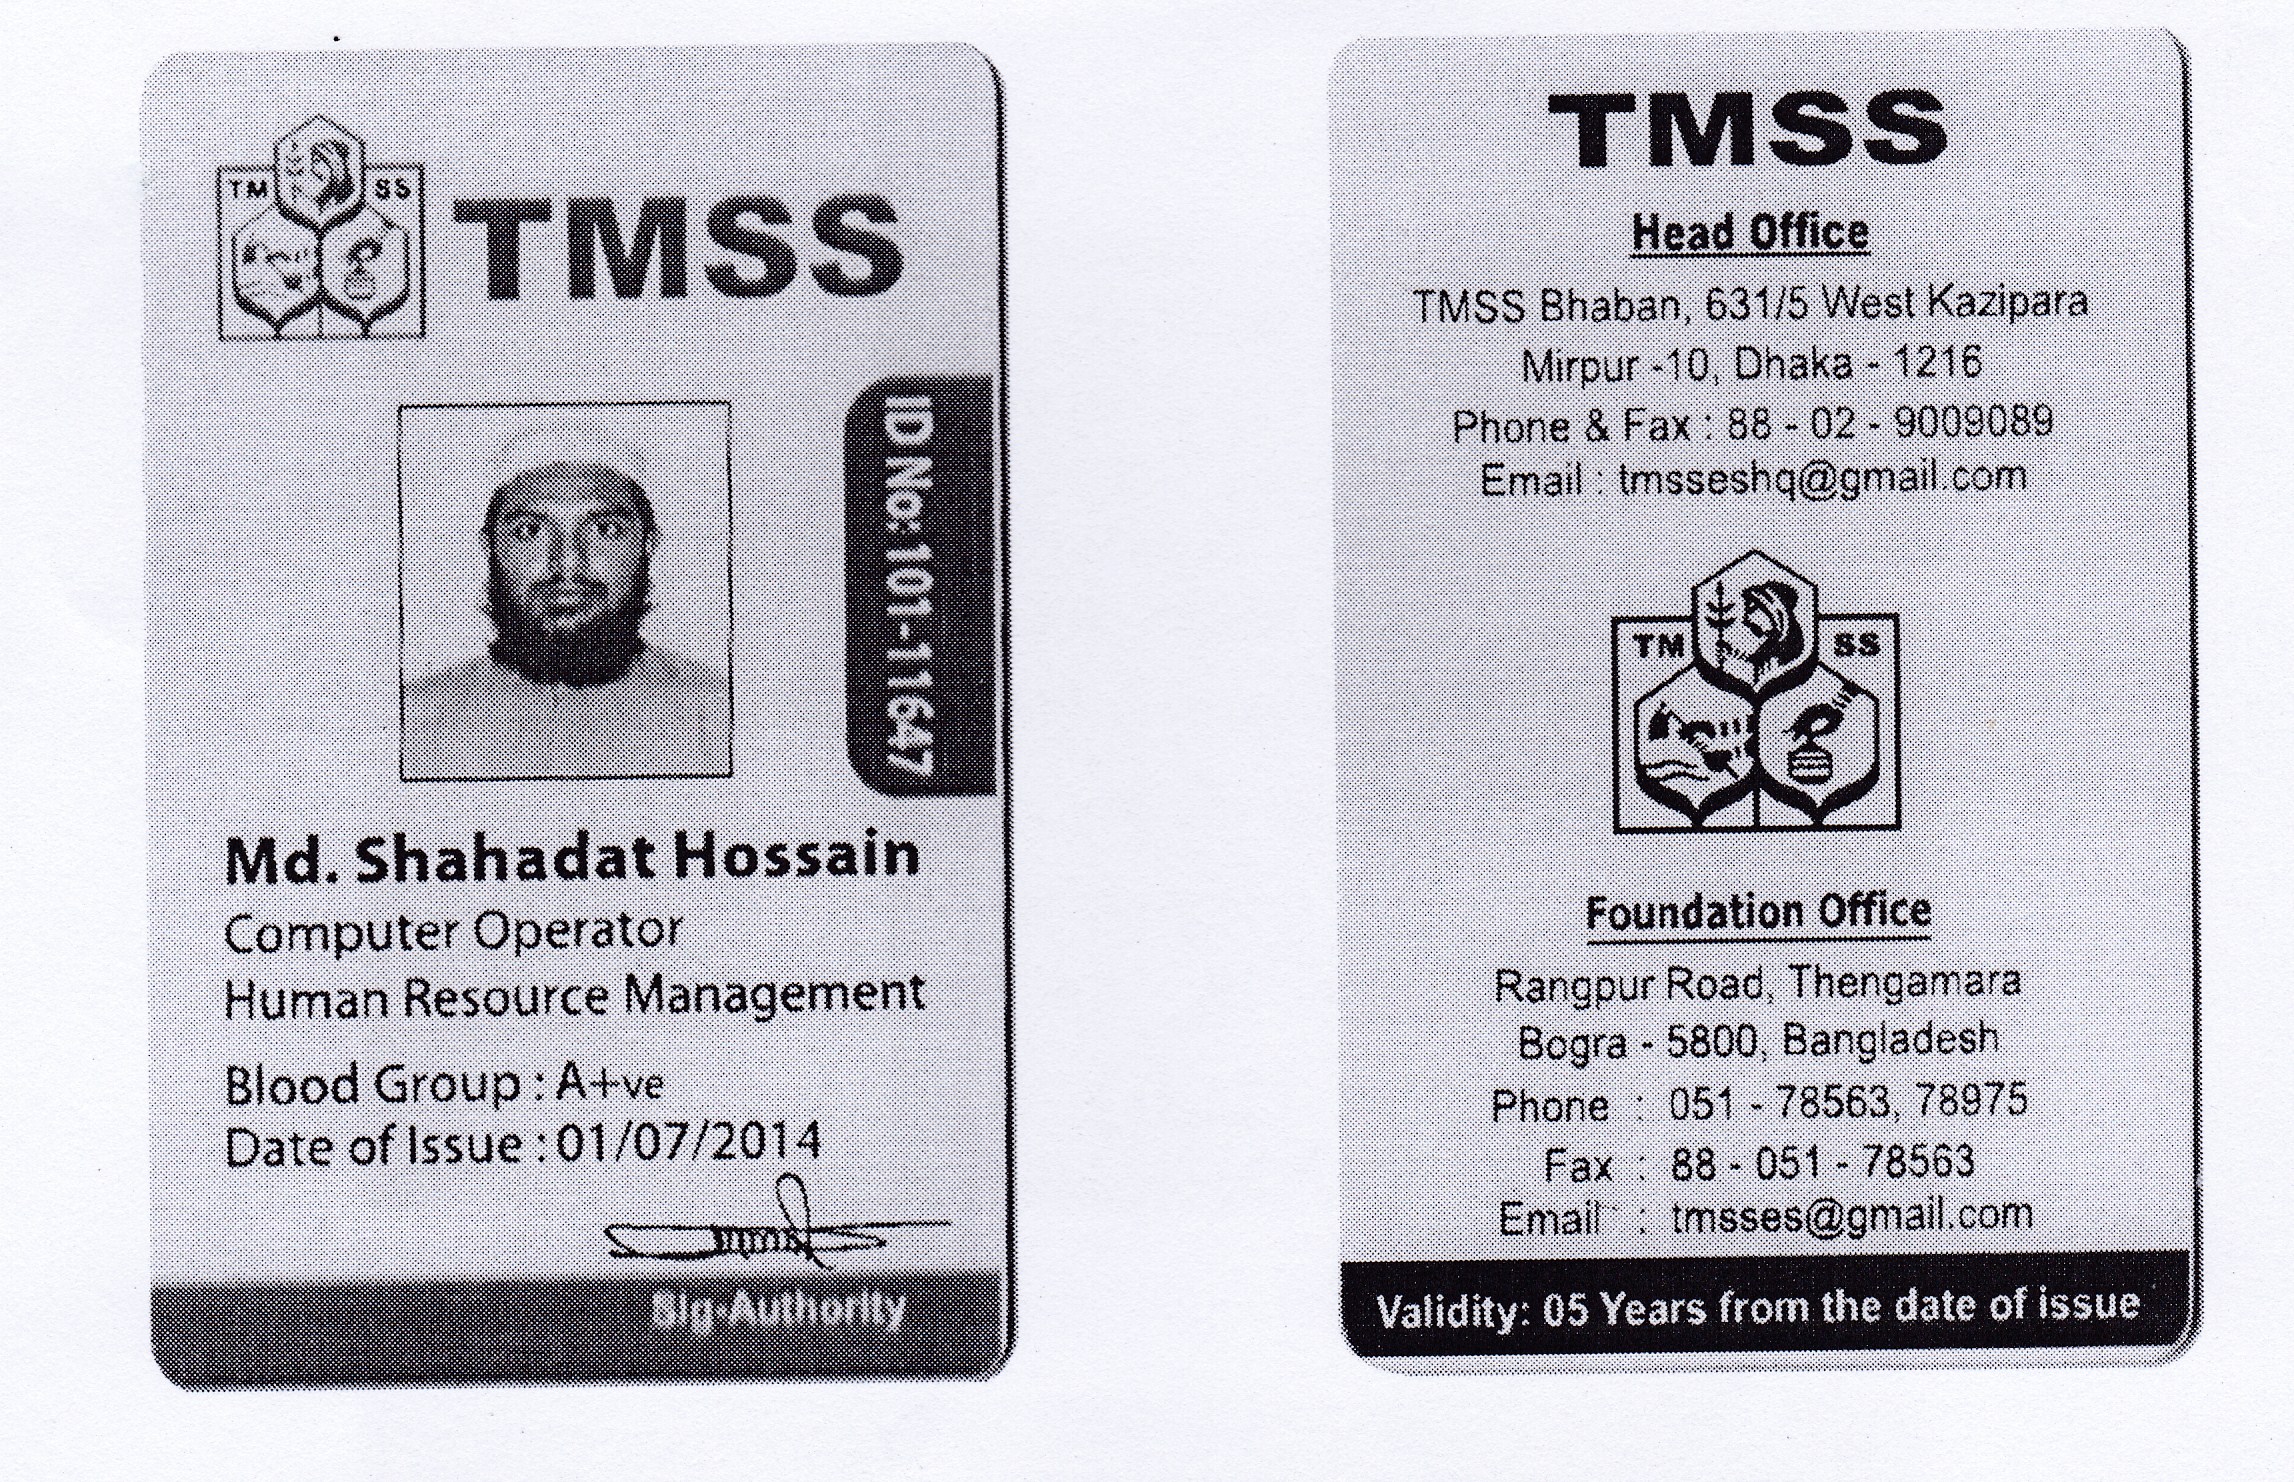 TM SS
TMSS
ID No: 101-11647
Md. Shahadat Hossain
Computer Operator
Human Resource Management
Blood Group : A+ve
Date of Issue : 01/07/2014
Sig-Authority
TMSS
Head Office
TMSS Bhaban, 631/5 West Kazipara
Mirpur -10, Dhaka - 1216
Phone & Fax : 88 - 02 - 9009089
Email : tmsseshq@gmail.com
TM SS
Foundation Office
Rangpur Road, Thengamara
Bogra - 5800, Bangladesh
Phone : 051 - 78563, 78975
Fax : 88 - 051 - 78563
Email : tmsses@gmail.com
Validity: 05 Years from the date of issue